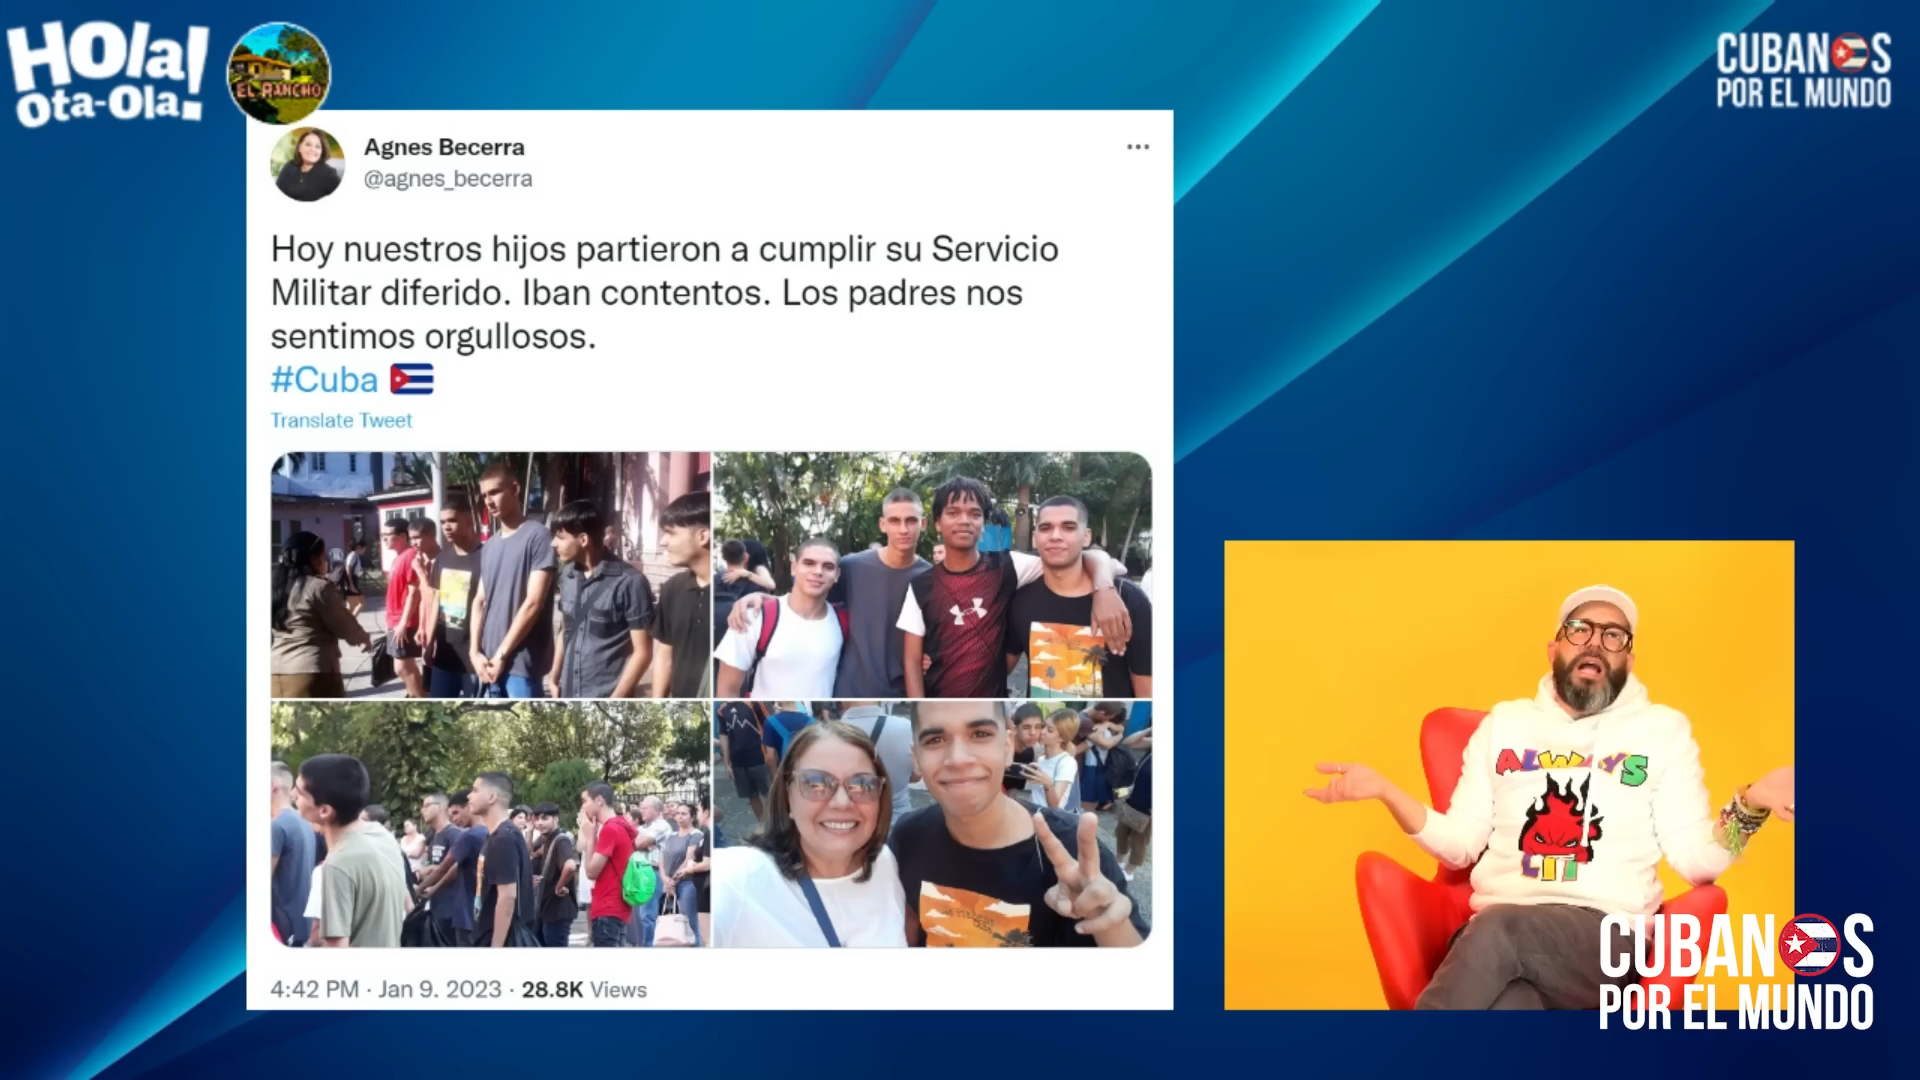 Hola!
Ota-Ola!
EL RANCHO
CUBANOS
POR EL MUNDO
Agnes Becerra
@agnes_becerra
Hoy nuestros hijos partieron a cumplir su Servicio
Militar diferido. Iban contentos. Los padres nos
sentimos orgullosos.
#Cuba
Translate Tweet
4:42 PM · Jan 9, 2023 · 28.8K Views
ALWAYS
LIT
CUBANOS
POR EL MUNDO